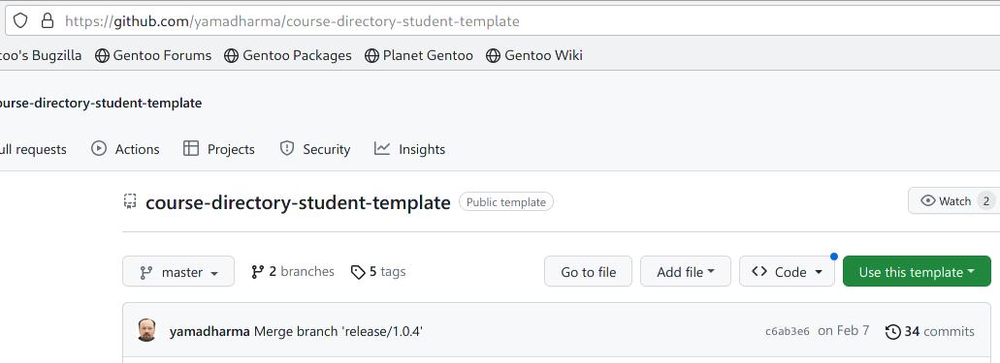 https://github.com/yamadharma/course-directory-student-template
too's Bugzilla Gentoo Forums Gentoo Packages Planet Gentoo Gentoo Wiki
ourse-directory-student-template
ull requests Actions Projects Security Insights
course-directory-student-template Public template Watch 2
master 2 branches 5 tags Go to file Add file Code Use this template
yamadharma Merge branch 'release/1.0.4' c6ab3e6 on Feb 7 34 commits